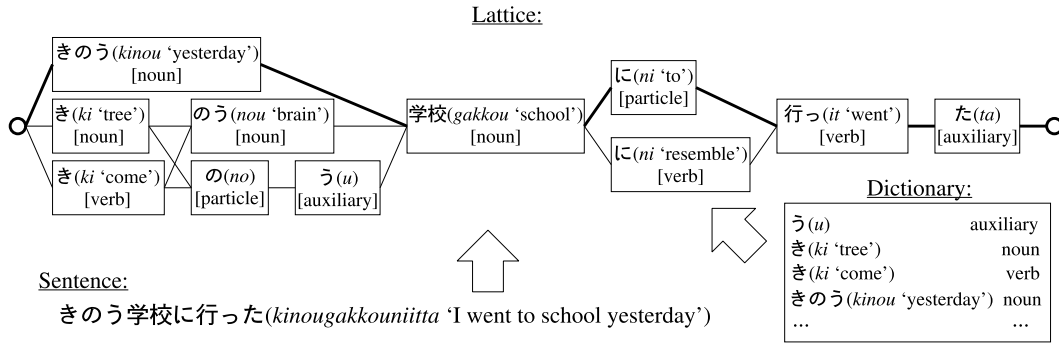 Lattice:
きのう(kinou ‘yesterday’)
[noun]
き(ki ‘tree’)
[noun]
のう(nou ‘brain’)
[noun]
き(ki ‘come’)
[verb]
の(no)
[particle]
う(u)
[auxiliary]
学校(gakkou ‘school’)
[noun]
に(ni ‘to’)
[particle]
に(ni ‘resemble’)
[verb]
行っ(it ‘went’)
[verb]
た(ta)
[auxiliary]
Dictionary:
う(u) auxiliary
き(ki ‘tree’) noun
き(ki ‘come’) verb
きのう(kinou ‘yesterday’) noun
... ...
Sentence:
きのう学校に行った(kinougakkouniitta ‘I went to school yesterday’)